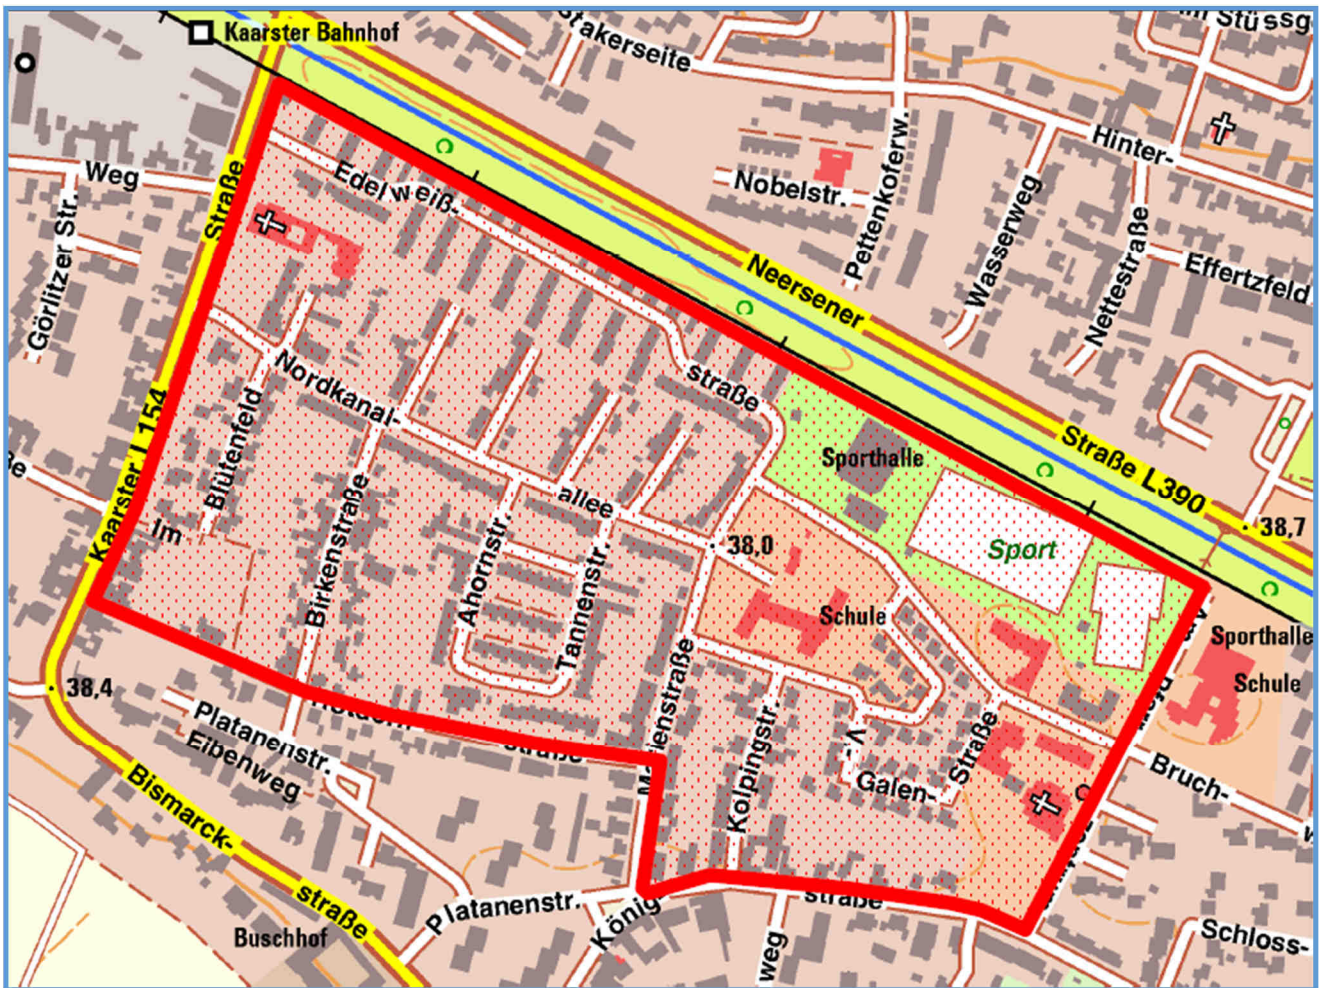 Kaarster Bahnhof
Stakerseite
Im Stüssg
Hinter-
Weg
Görlitzer Str.
Straße
Edelweiß-
Nobelstr.
Pettenkoferw.
Wasserweg
Nettestraße
Effertzfeld
Neersener
Straße L390
38,7
Nordkanal-
allee
straße
Sporthalle
Sport
38,0
Schule
Kaarster L 154
Im
Blütenfeld
Birkenstraße
Ahornstr.
Tannenstr.
Marienstraße
Kolpingstr.
V.-
Galen-
Straße
Sporthalle
Schule
Bruch-
38,4
Platanenstr.
Eibenweg
straße
Bismarck-
straße
Buschhof
Platanenstr.
König
straße
weg
Schloss-